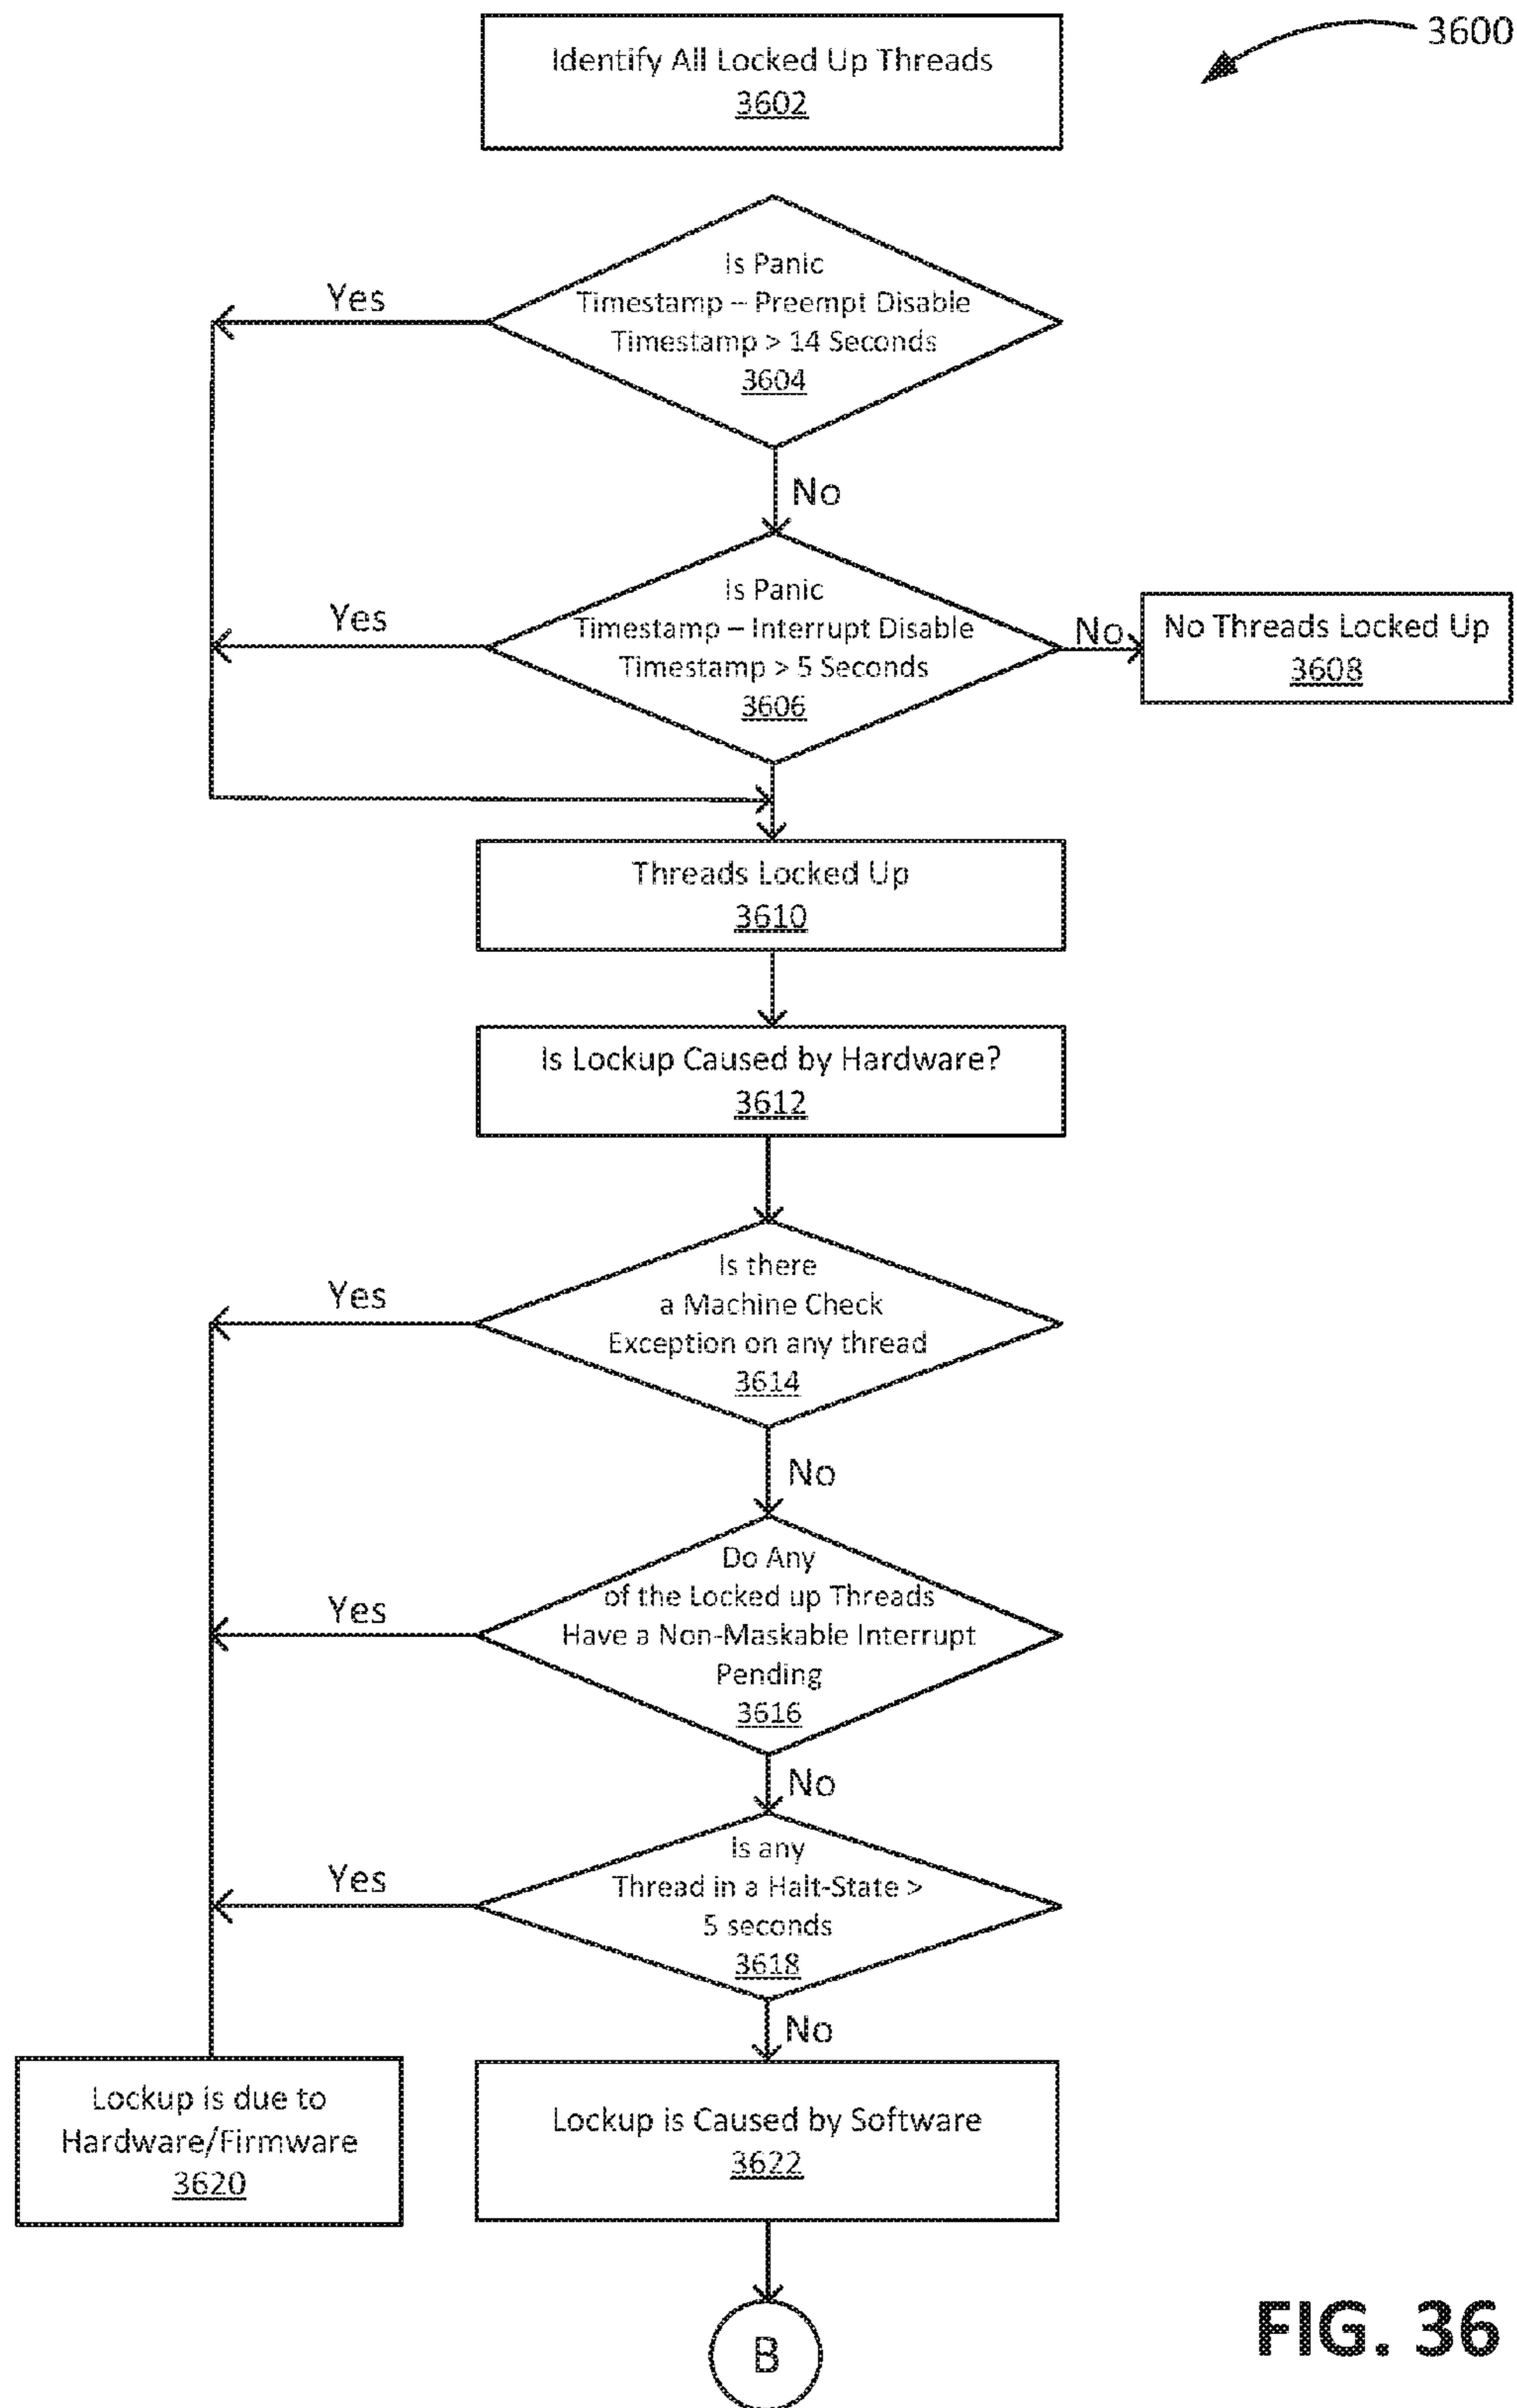 3600
Identify All Locked Up Threads
3602
Is Panic
Timestamp – Preempt Disable
Timestamp > 14 Seconds
3604
Yes
No
Is Panic
Timestamp – Interrupt Disable
Timestamp > 5 Seconds
3606
Yes
No
No Threads Locked Up
3608
Threads Locked Up
3610
Is Lockup Caused by Hardware?
3612
Is there
a Machine Check
Exception on any thread
3614
Yes
No
Do Any
of the Locked up Threads
Have a Non-Maskable Interrupt
Pending
3616
Yes
No
Is any
Thread in a Halt-State >
5 seconds
3618
Yes
No
Lockup is due to
Hardware/Firmware
3620
Lockup is Caused by Software
3622
B
FIG. 36